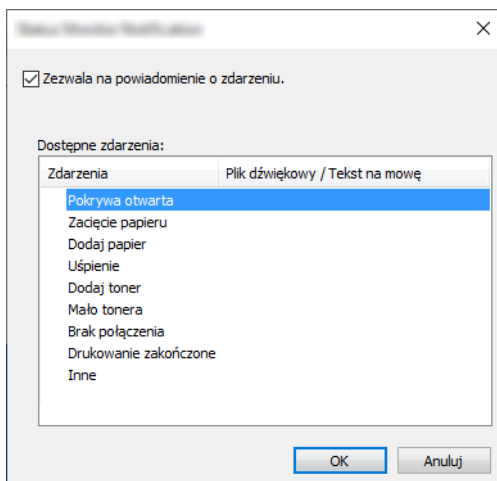 Zezwala na powiadomienie o zdarzeniu.
Dostępne zdarzenia:
Zdarzenia Plik dźwiękowy / Tekst na mowę
Pokrywa otwarta
Zacięcie papieru
Dodaj papier
Uśpienie
Dodaj toner
Mało tonera
Brak połączenia
Drukowanie zakończone
Inne
OK Anuluj